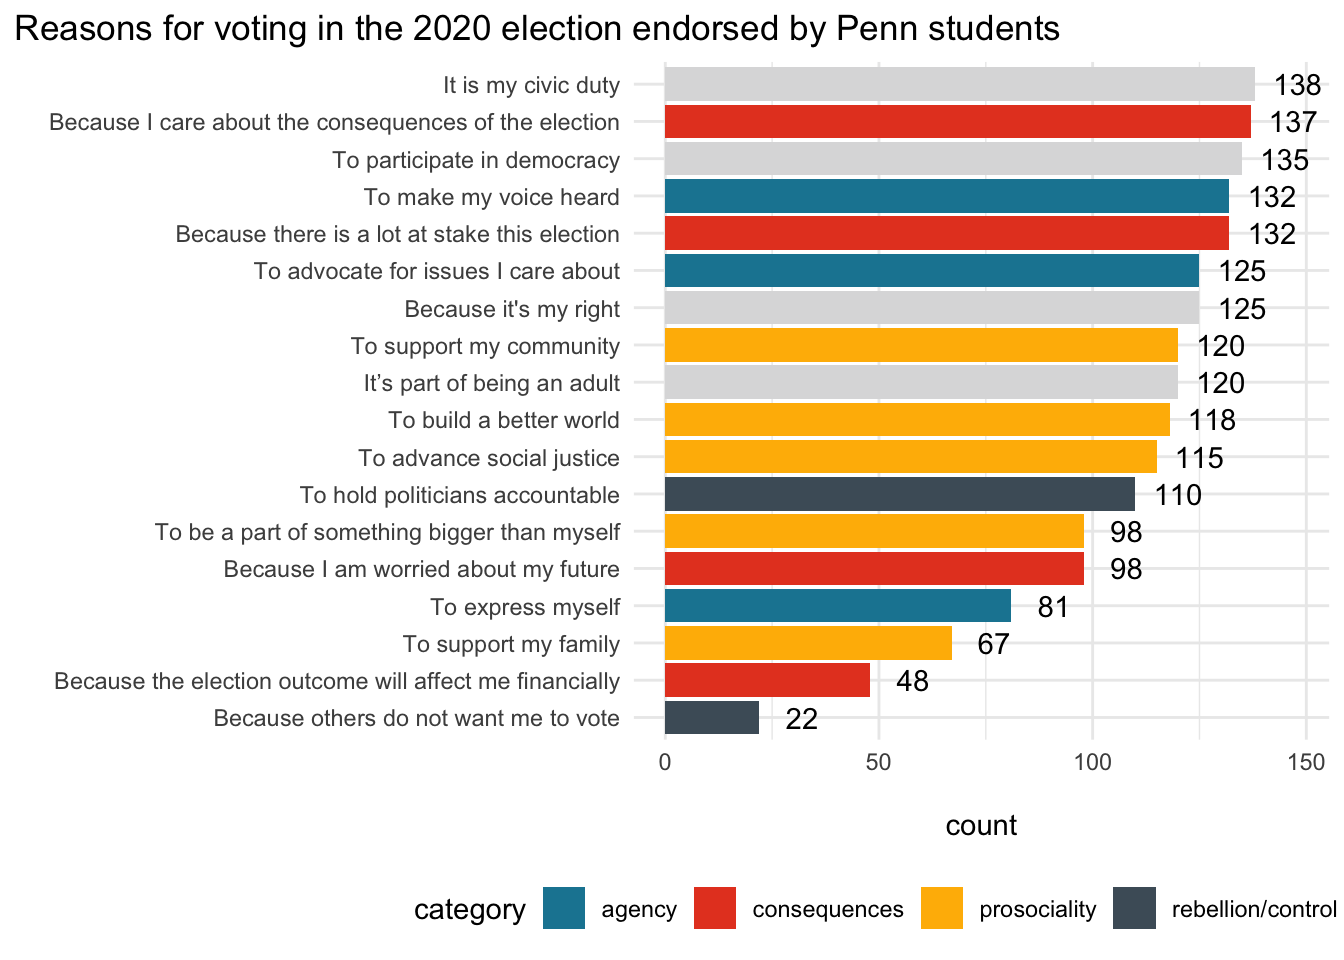 Reasons for voting in the 2020 election endorsed by Penn students
It is my civic duty 138
Because I care about the consequences of the election 137
To participate in democracy 135
To make my voice heard 132
Because there is a lot at stake this election 132
To advocate for issues I care about 125
Because it's my right 125
To support my community 120
It’s part of being an adult 120
To build a better world 118
To advance social justice 115
To hold politicians accountable 110
To be a part of something bigger than myself 98
Because I am worried about my future 98
To express myself 81
To support my family 67
Because the election outcome will affect me financially 48
Because others do not want me to vote 22
0 50 100 150
count
category agency consequences prosociality rebellion/control